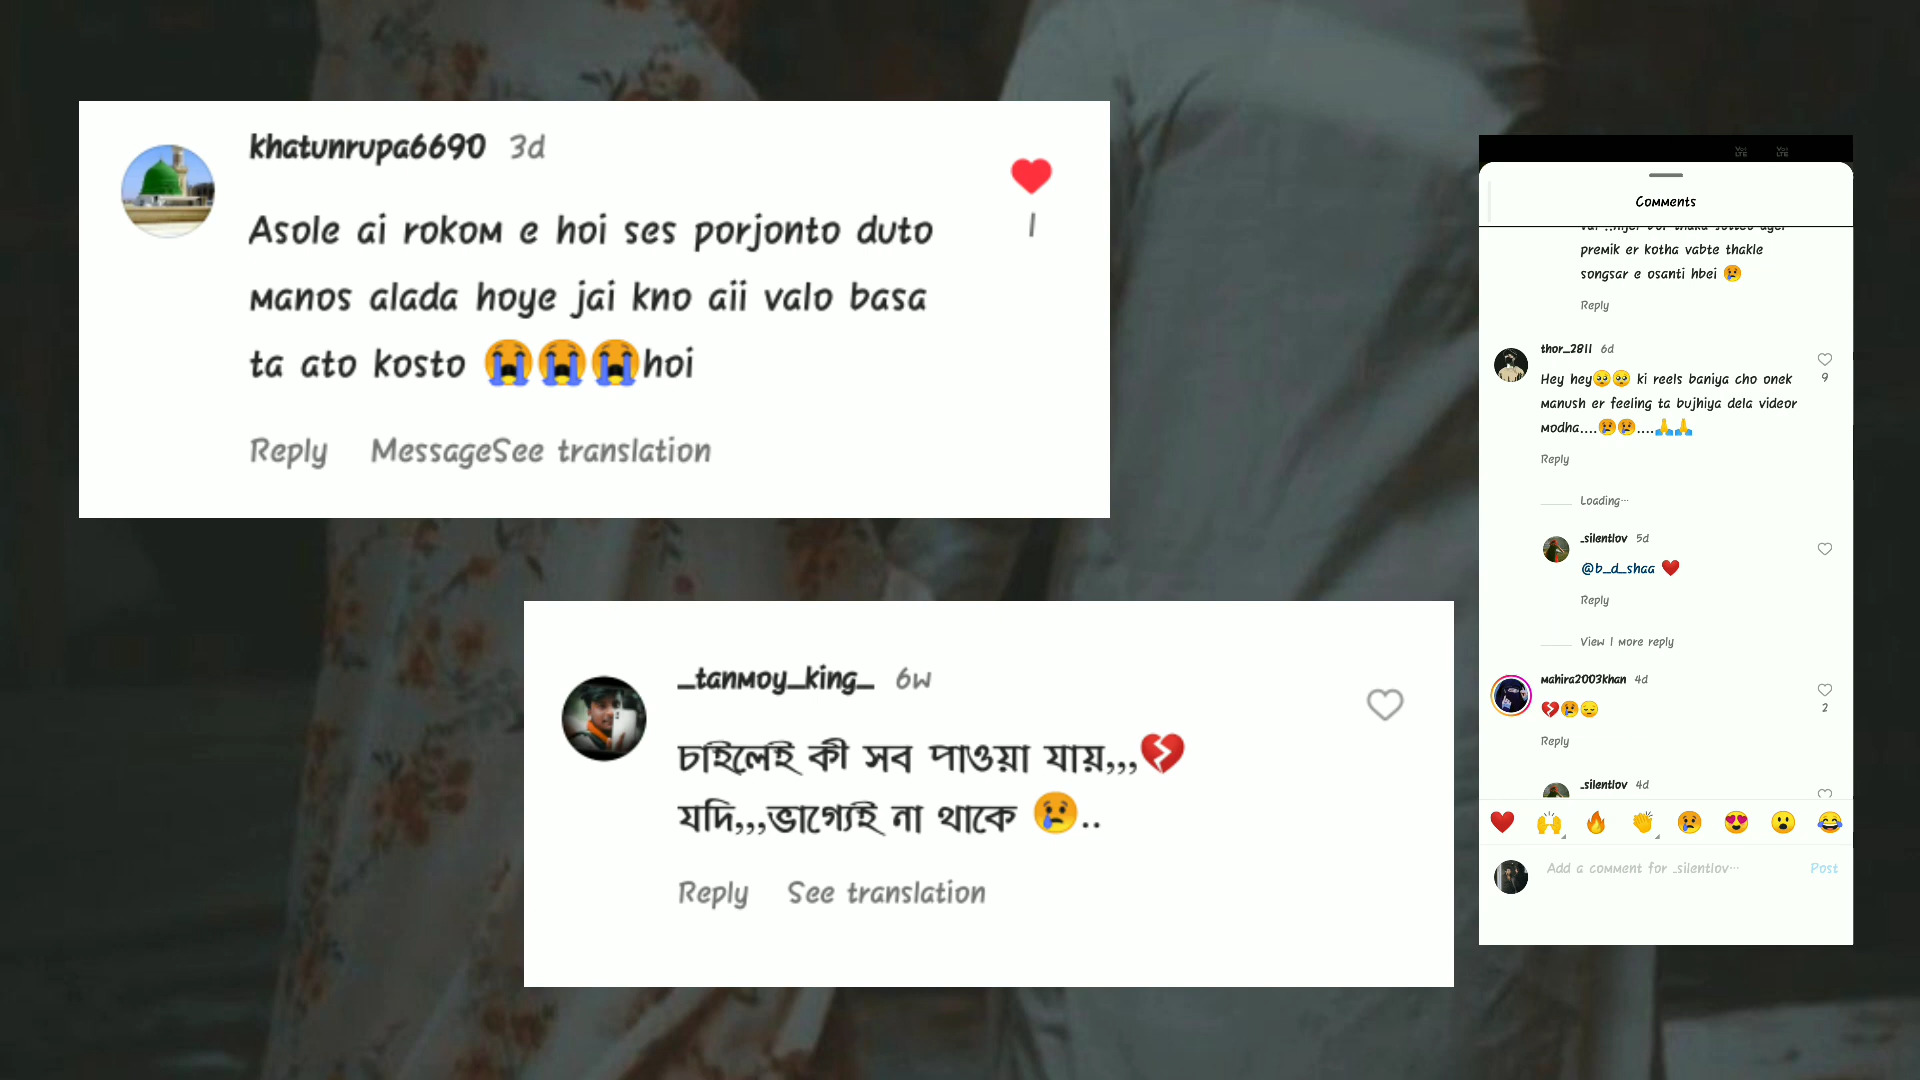 khatunrupa6690 3d
Asole ai rokom e hoi ses porjonto duto
manos alada hoye jai kno aii valo basa
ta ato kosto 😭😭😭hoi
1
Reply MessageSee translation
_tanmoy_king_ 6w
চাইলেই কী সব পাওয়া যায়,,,💔
যদি,,,ভাগ্যেই না থাকে 😢..
Reply See translation
Comments
premik er kotha vabte thakle
songsar e osanti hbei 😢
Reply
thor_2811 6d
Hey hey🥺🥺 ki reels baniya cho onek
manush er feeling ta bujhiya dela videor
modha....😢😢....🙏🙏
9
Reply
Loading...
_silentlov 5d
@b_d_shaa ❤️
Reply
View 1 more reply
mahira2003khan 4d
💔😢😔
2
Reply
_silentlov 4d
❤️ 🙌 🔥 👏 😢 😍 😮 😂
Add a comment for _silentlov... Post